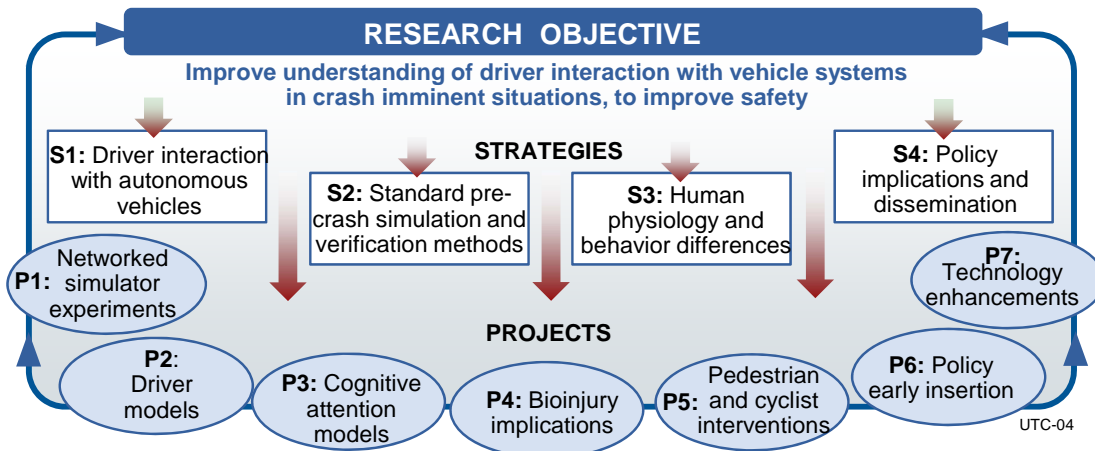 RESEARCH OBJECTIVE
Improve understanding of driver interaction with vehicle systems
in crash imminent situations, to improve safety
STRATEGIES
S1: Driver interaction
with autonomous
vehicles
S2: Standard pre-
crash simulation and
verification methods
S3: Human
physiology and
behavior differences
S4: Policy
implications and
dissemination
PROJECTS
Networked
P1: simulator
experiments
P2:
Driver
models
P3: Cognitive
attention
models
P4: Bioinjury
implications
Pedestrian
P5: and cyclist
interventions
P6: Policy
early insertion
P7:
Technology
enhancements
UTC-04